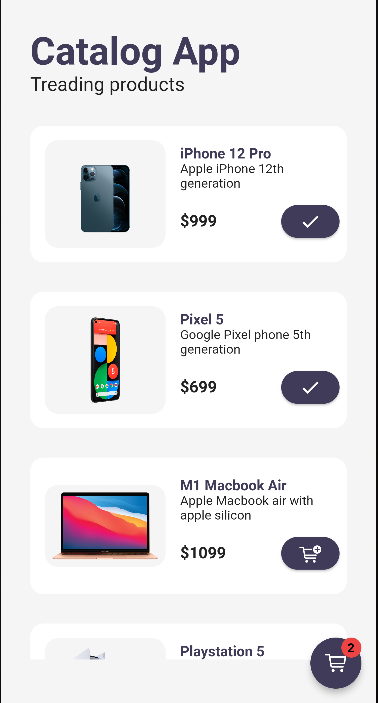 Catalog App
Treading products
iPhone 12 Pro
Apple iPhone 12th
generation
$999
Pixel 5
Google Pixel phone 5th
generation
$699
M1 Macbook Air
Apple Macbook air with
apple silicon
$1099
Playstation 5
2